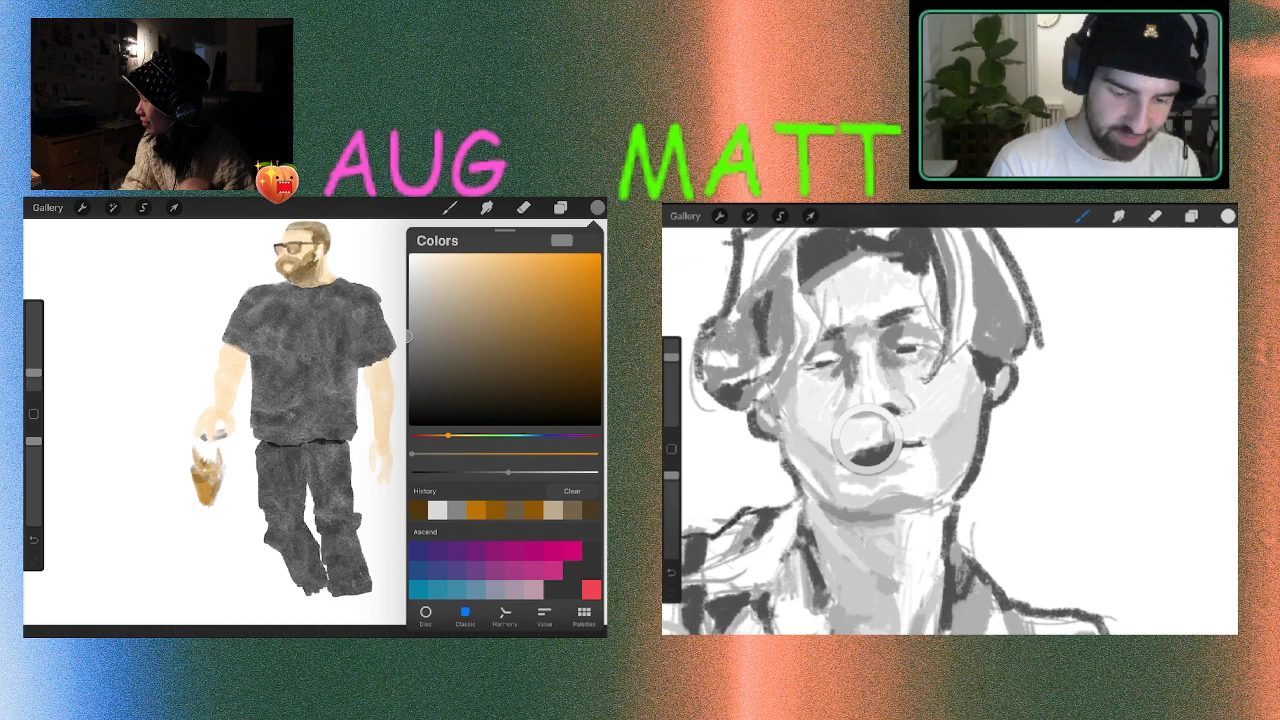 AUG
MATT
Gallery
Colors
History
Clear
Ascend
Disc
Classic
Harmony
Value
Palettes
Gallery